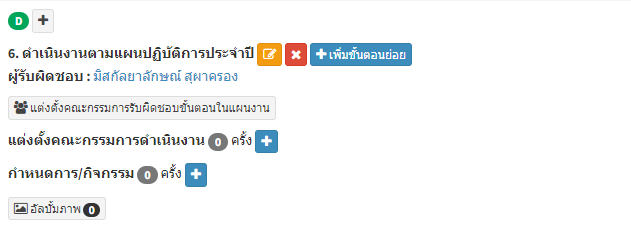 D
6. ดำเนินงานตามแผนปฏิบัติการประจำปี เพิ่มขั้นตอนย่อย
ผู้รับผิดชอบ : มิสกัลยาลักษณ์ สุผาครอง
แต่งตั้งคณะกรรมการรับผิดชอบขั้นตอนในแผนงาน
แต่งตั้งคณะกรรมการดำเนินงาน 0 ครั้ง
กำหนดการ/กิจกรรม 0 ครั้ง
อัลบั้มภาพ 0